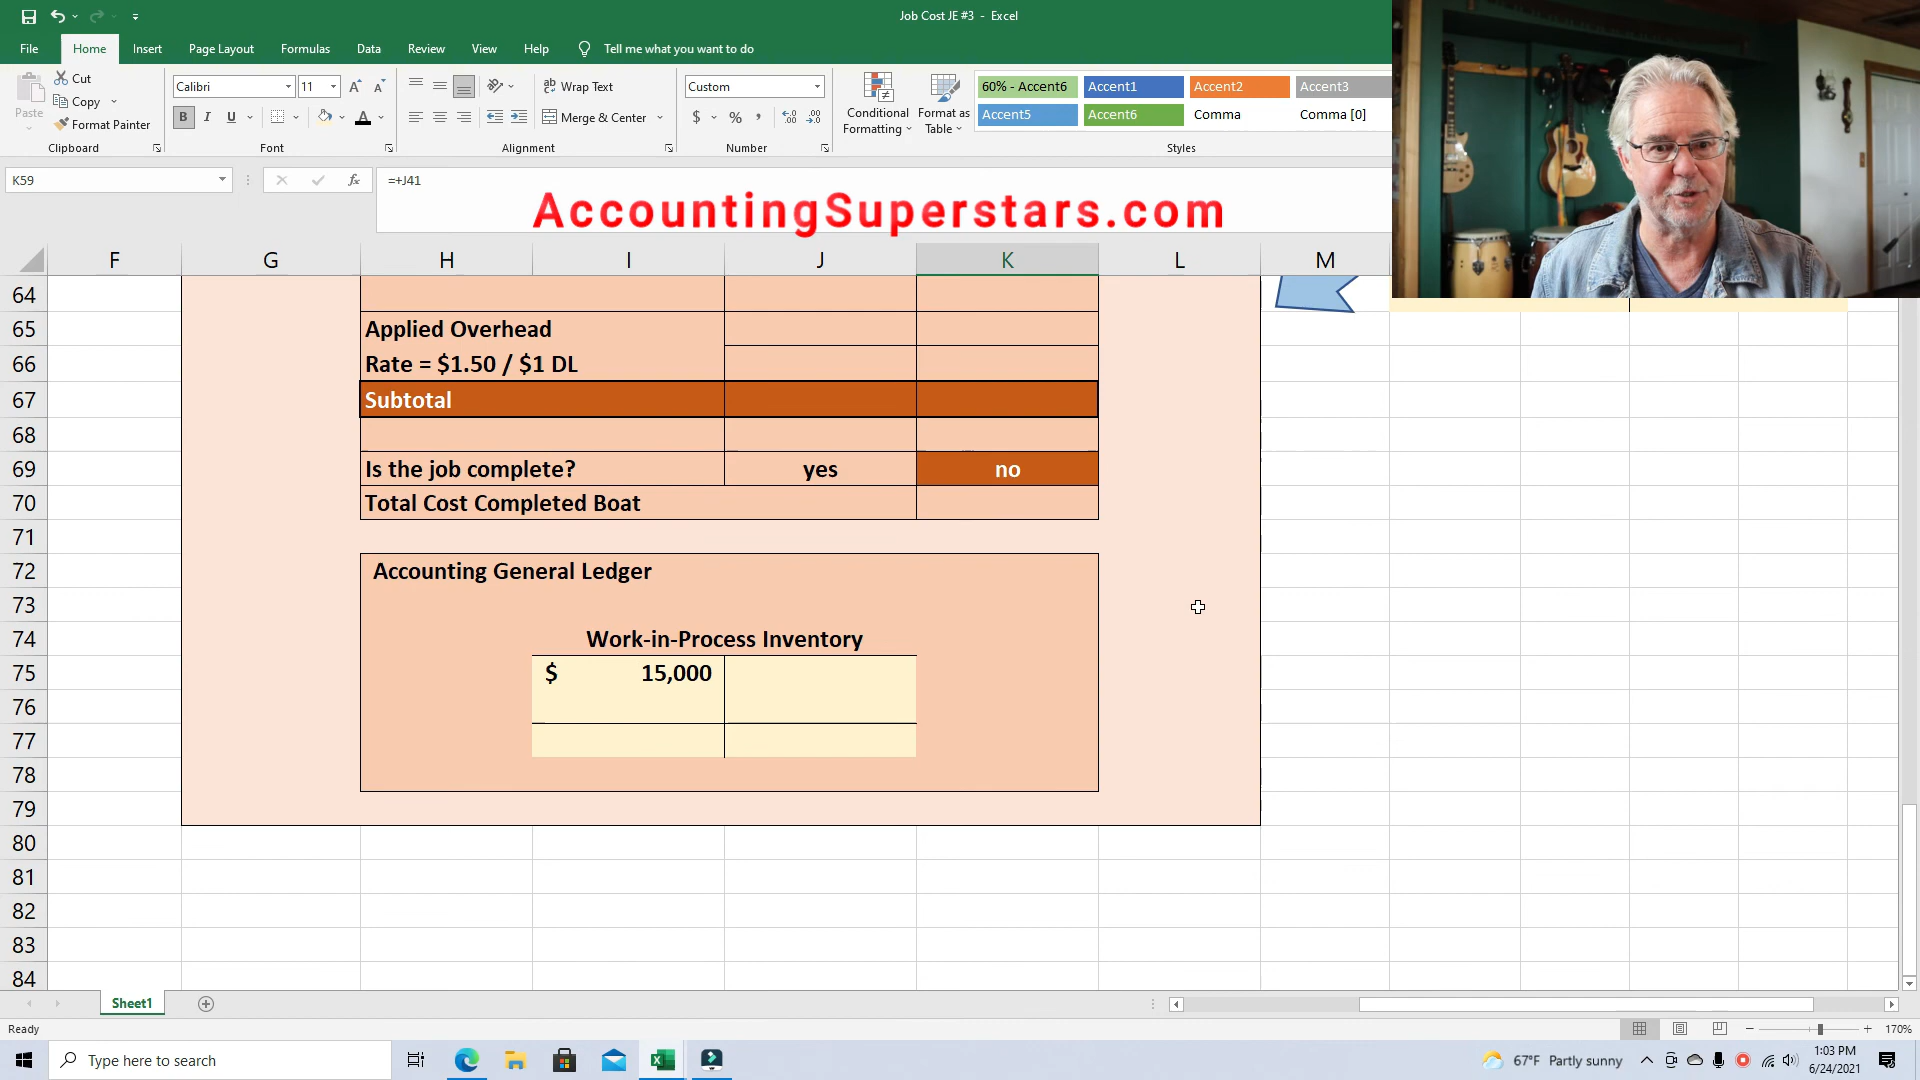 Job Cost JE #3 - Excel
File Home Insert Page Layout Formulas Data Review View Help Tell me what you want to do
Paste
Cut
Copy
Format Painter
Calibri 11
B I U
Wrap Text
Merge & Center
Custom
$ % ,
Conditional Formatting
Format as Table
60% - Accent6 Accent1 Accent2 Accent3
Accent5 Accent6 Comma Comma [0]
Clipboard Font Alignment Number Styles
K59 fx =+J41
AccountingSuperstars.com
F G H I J K L M
64
65 Applied Overhead
66 Rate = $1.50 / $1 DL
67 Subtotal
68
69 Is the job complete? yes no
70 Total Cost Completed Boat
71
72 Accounting General Ledger
73
74 Work-in-Process Inventory
75 $ 15,000
76
77
78
79
80
81
82
83
84
Sheet1
Ready 170%
Type here to search
67°F Partly sunny
1:03 PM
6/24/2021